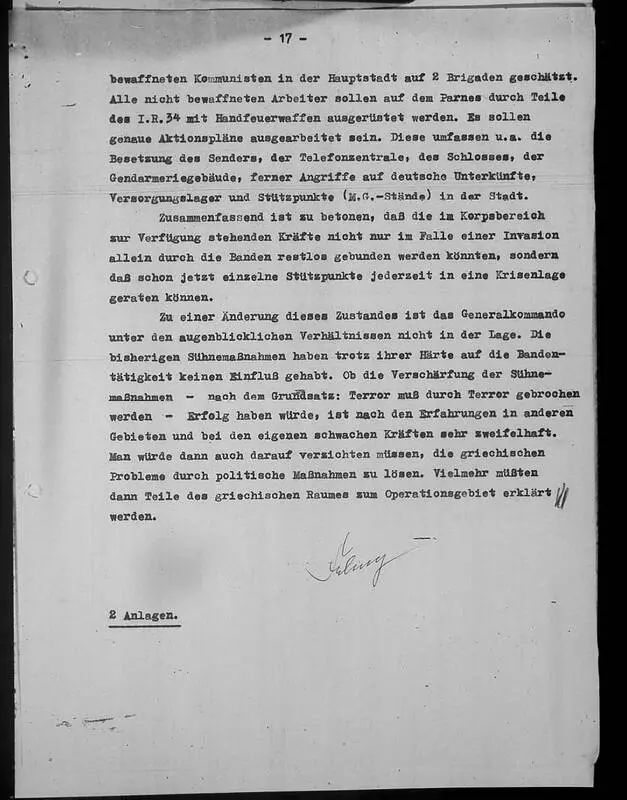 - 17 -
bewaffneten Kommunisten in der Hauptstadt auf 2 Brigaden geschätzt.
Alle nicht bewaffneten Arbeiter sollen auf dem Parnes durch Teile
des I.R.34 mit Handfeuerwaffen ausgerüstet werden. Es sollen
genaue Aktionspläne ausgearbeitet sein. Diese umfassen u.a. die
Besetzung des Senders, der Telefonzentrale, des Schlosses, der
Gendarmeriegebäude, ferner Angriffe auf deutsche Unterkünfte,
Versorgungslager und Stützpunkte (M.G.-Stände) in der Stadt.
Zusammenfassend ist zu betonen, daß die im Korpsbereich
zur Verfügung stehenden Kräfte nicht nur im Falle einer Invasion
allein durch die Banden restlos gebunden werden könnten, sondern
daß schon jetzt einzelne Stützpunkte jederzeit in eine Krisenlage
geraten können.
Zu einer Änderung dieses Zustandes ist das Generalkommando
unter den augenblicklichen Verhältnissen nicht in der Lage. Die
bisherigen Sühnemaßnahmen haben trotz ihrer Härte auf die Banden-
tätigkeit keinen Einfluß gehabt. Ob die Verschärfung der Sühne-
maßnahmen - nach dem Grundsatz: Terror muß durch Terror gebrochen
werden - Erfolg haben würde, ist nach den Erfahrungen in anderen
Gebieten und bei den eigenen schwachen Kräften sehr zweifelhaft.
Man würde dann auch darauf verzichten müssen, die griechischen
Probleme durch politische Maßnahmen zu lösen. Vielmehr müßten
dann Teile des griechischen Raumes zum Operationsgebiet erklärt
werden.
2 Anlagen.